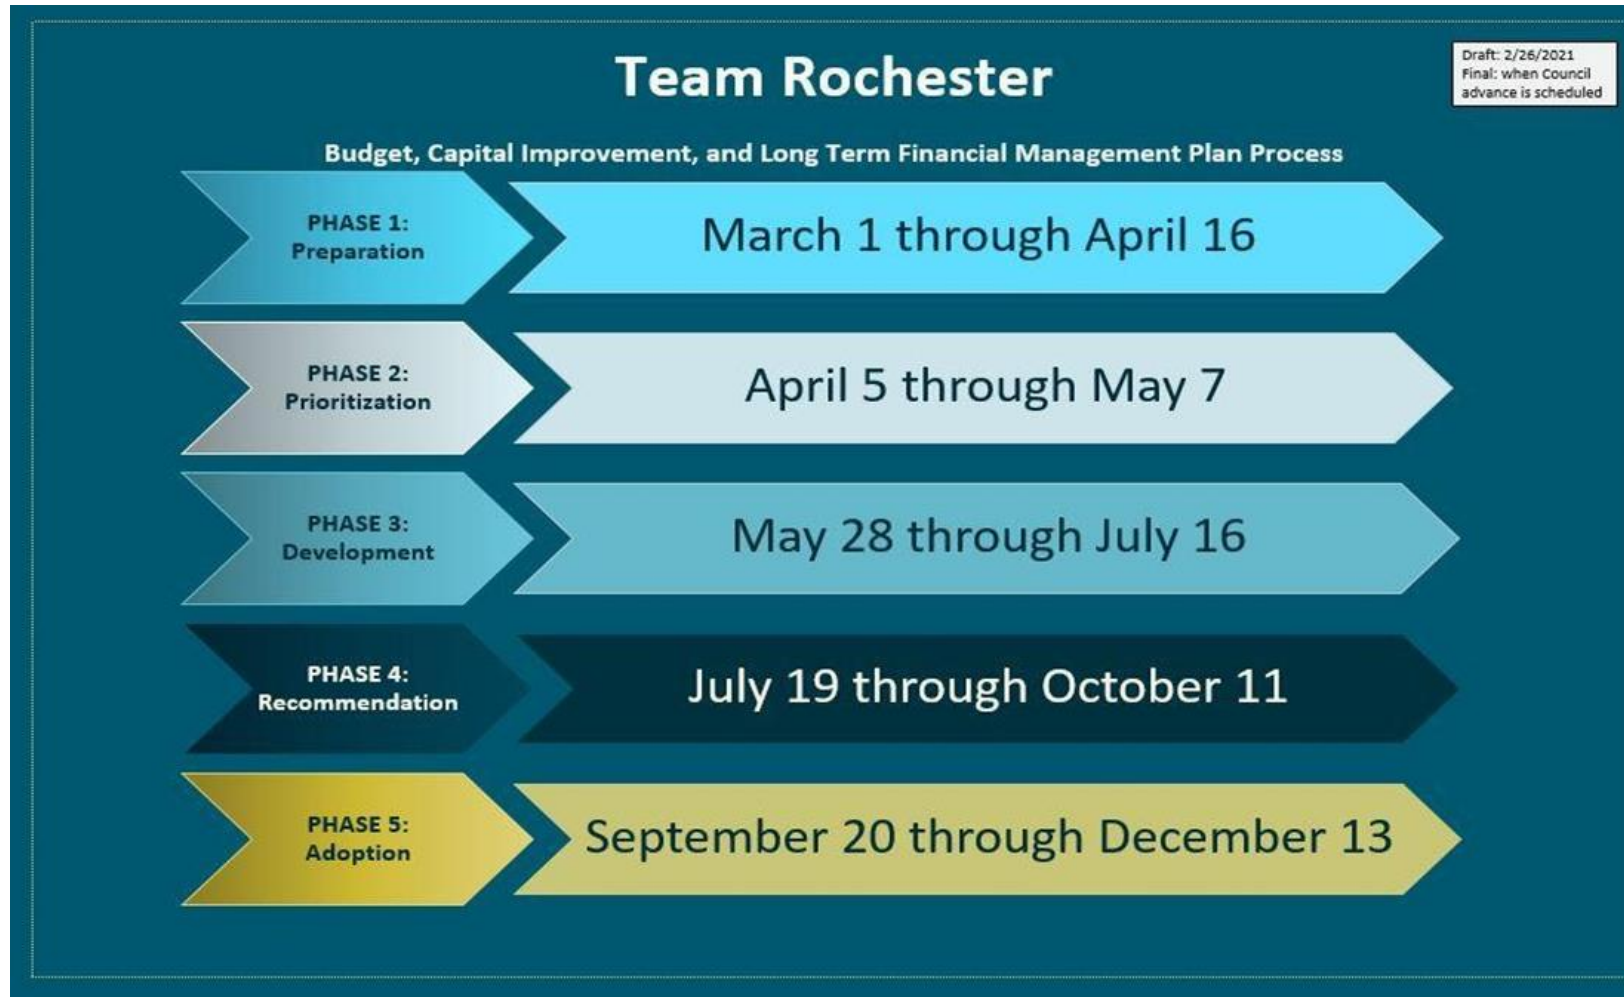 Team Rochester
Draft: 2/26/2021
Final: when Council
advance is scheduled
Budget, Capital Improvement, and Long Term Financial Management Plan Process
PHASE 1:
Preparation
March 1 through April 16
PHASE 2:
Prioritization
April 5 through May 7
PHASE 3:
Development
May 28 through July 16
PHASE 4:
Recommendation
July 19 through October 11
PHASE 5:
Adoption
September 20 through December 13